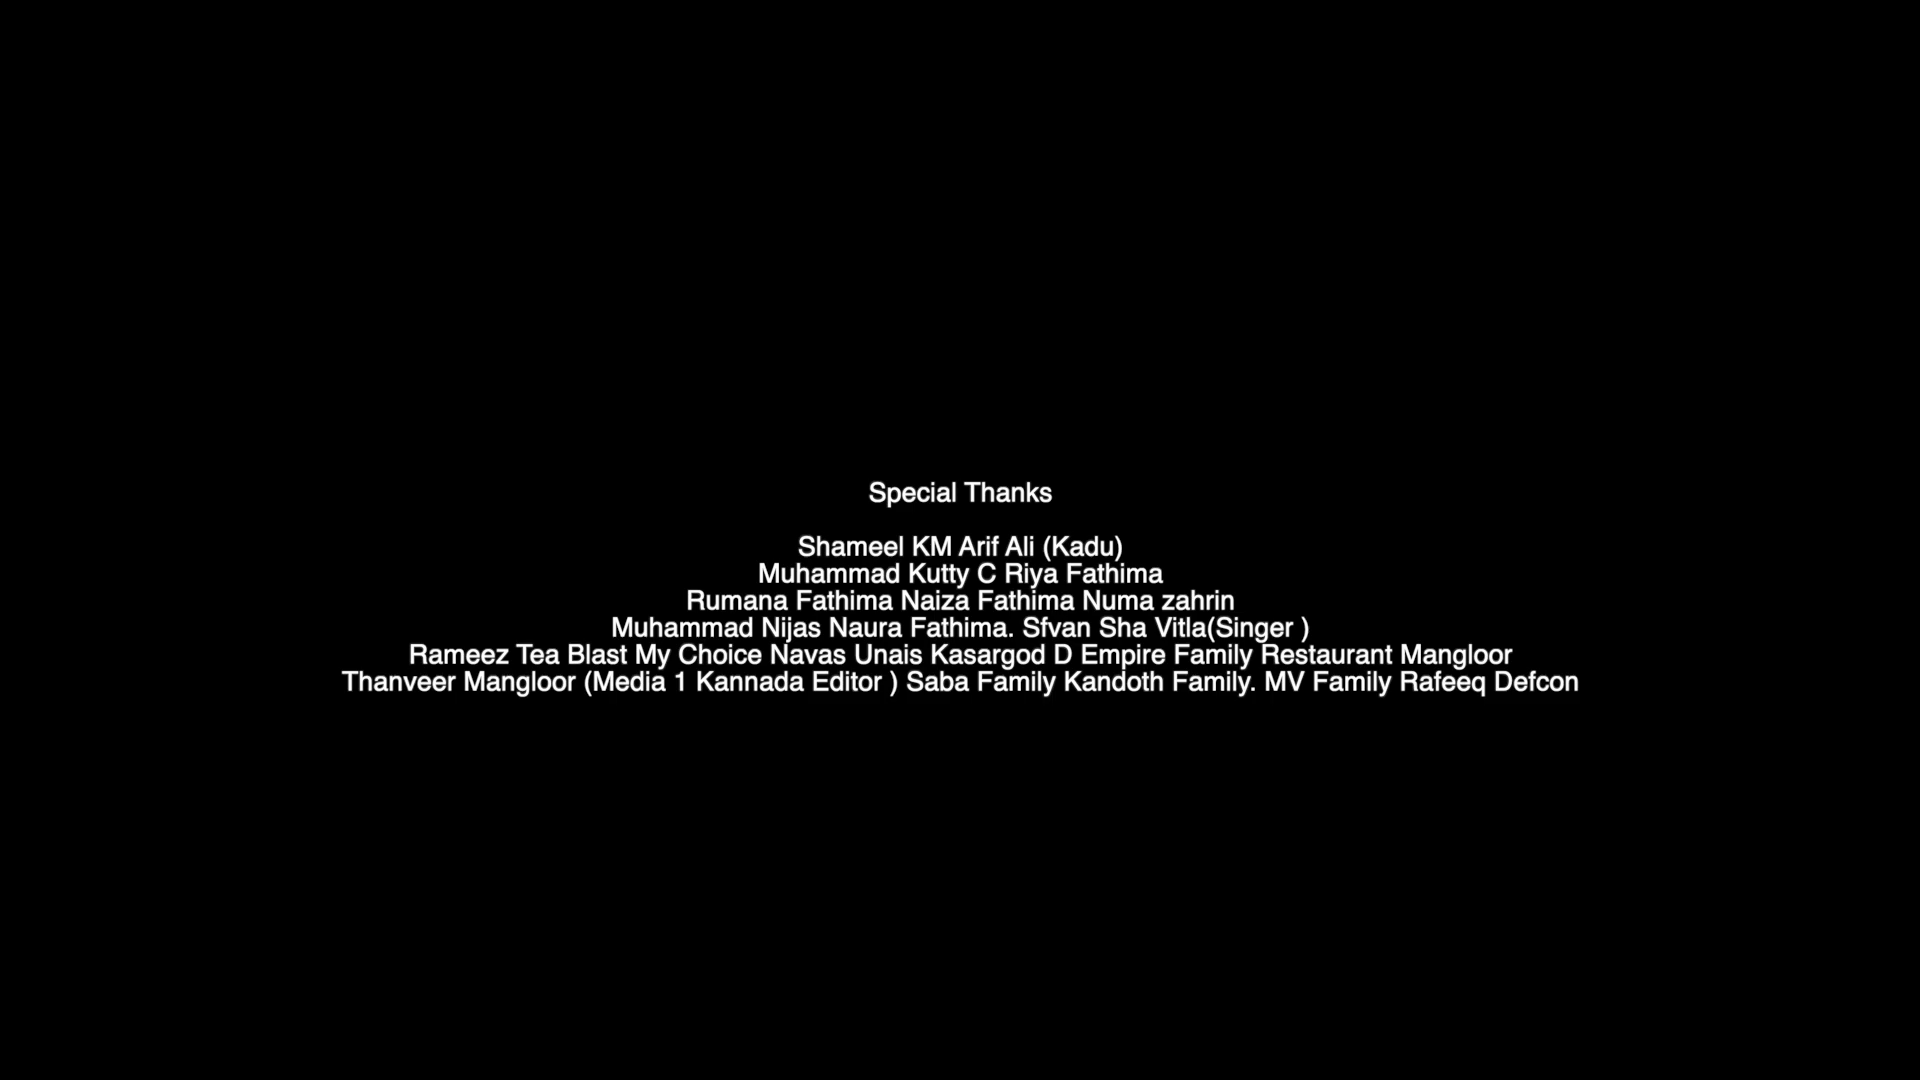 Special Thanks
Shameel KM Arif Ali (Kadu)
Muhammad Kutty C Riya Fathima
Rumana Fathima Naiza Fathima Numa zahrin
Muhammad Nijas Naura Fathima. Sfvan Sha Vitla(Singer )
Rameez Tea Blast My Choice Navas Unais Kasargod D Empire Family Restaurant Mangloor
Thanveer Mangloor (Media 1 Kannada Editor ) Saba Family Kandoth Family. MV Family Rafeeq Defcon